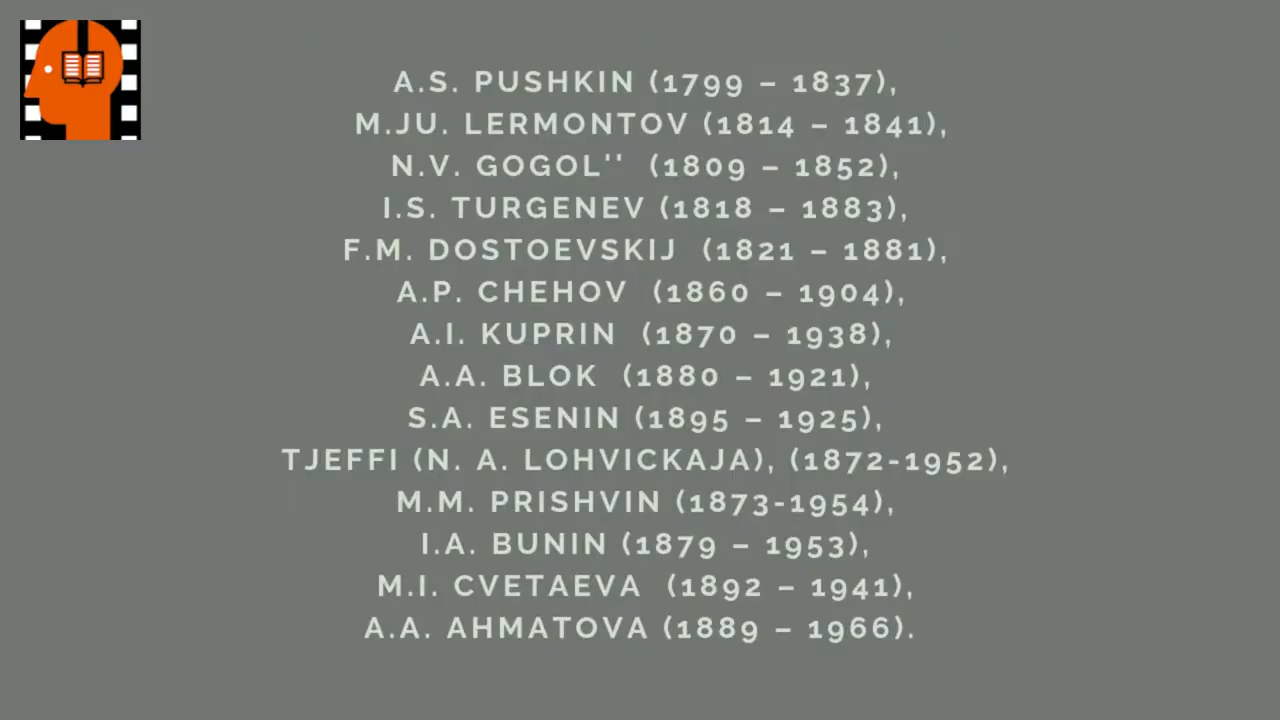 A.S. PUSHKIN (1799 – 1837),
M.JU. LERMONTOV (1814 – 1841),
N.V. GOGOL'' (1809 – 1852),
I.S. TURGENEV (1818 – 1883),
F.M. DOSTOEVSKIJ (1821 – 1881),
A.P. CHEHOV (1860 – 1904),
A.I. KUPRIN (1870 – 1938),
A.A. BLOK (1880 – 1921),
S.A. ESENIN (1895 – 1925),
TJEFFI (N. A. LOHVICKAJA), (1872-1952),
M.M. PRISHVIN (1873-1954),
I.A. BUNIN (1879 – 1953),
M.I. CVETAEVA (1892 – 1941),
A.A. AHMATOVA (1889 – 1966).